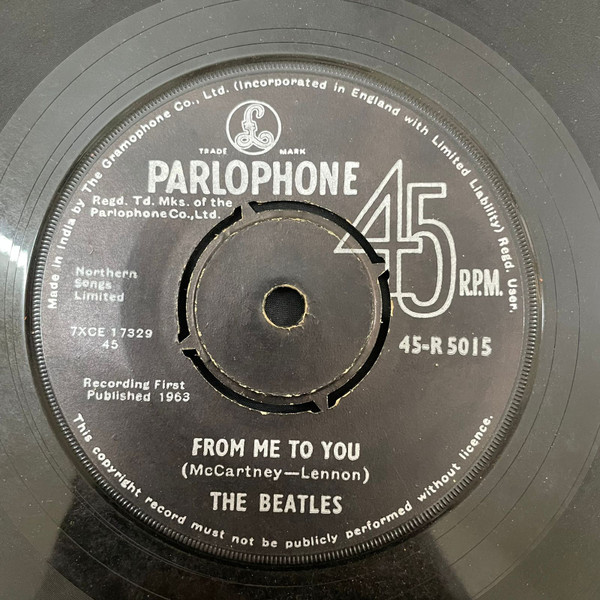 Made in India by The Gramophone Co., Ltd. (Incorporated in England with Limited Liability) Regd. User.
£
TRADE MARK
PARLOPHONE
Regd. Td. Mks. of the
Parlophone Co., Ltd.
45 R.P.M.
Northern
Songs
Limited
7XCE 17329
45
45-R 5015
Recording First
Published 1963
FROM ME TO YOU
(McCartney—Lennon)
THE BEATLES
This copyright record must not be publicly performed without licence.